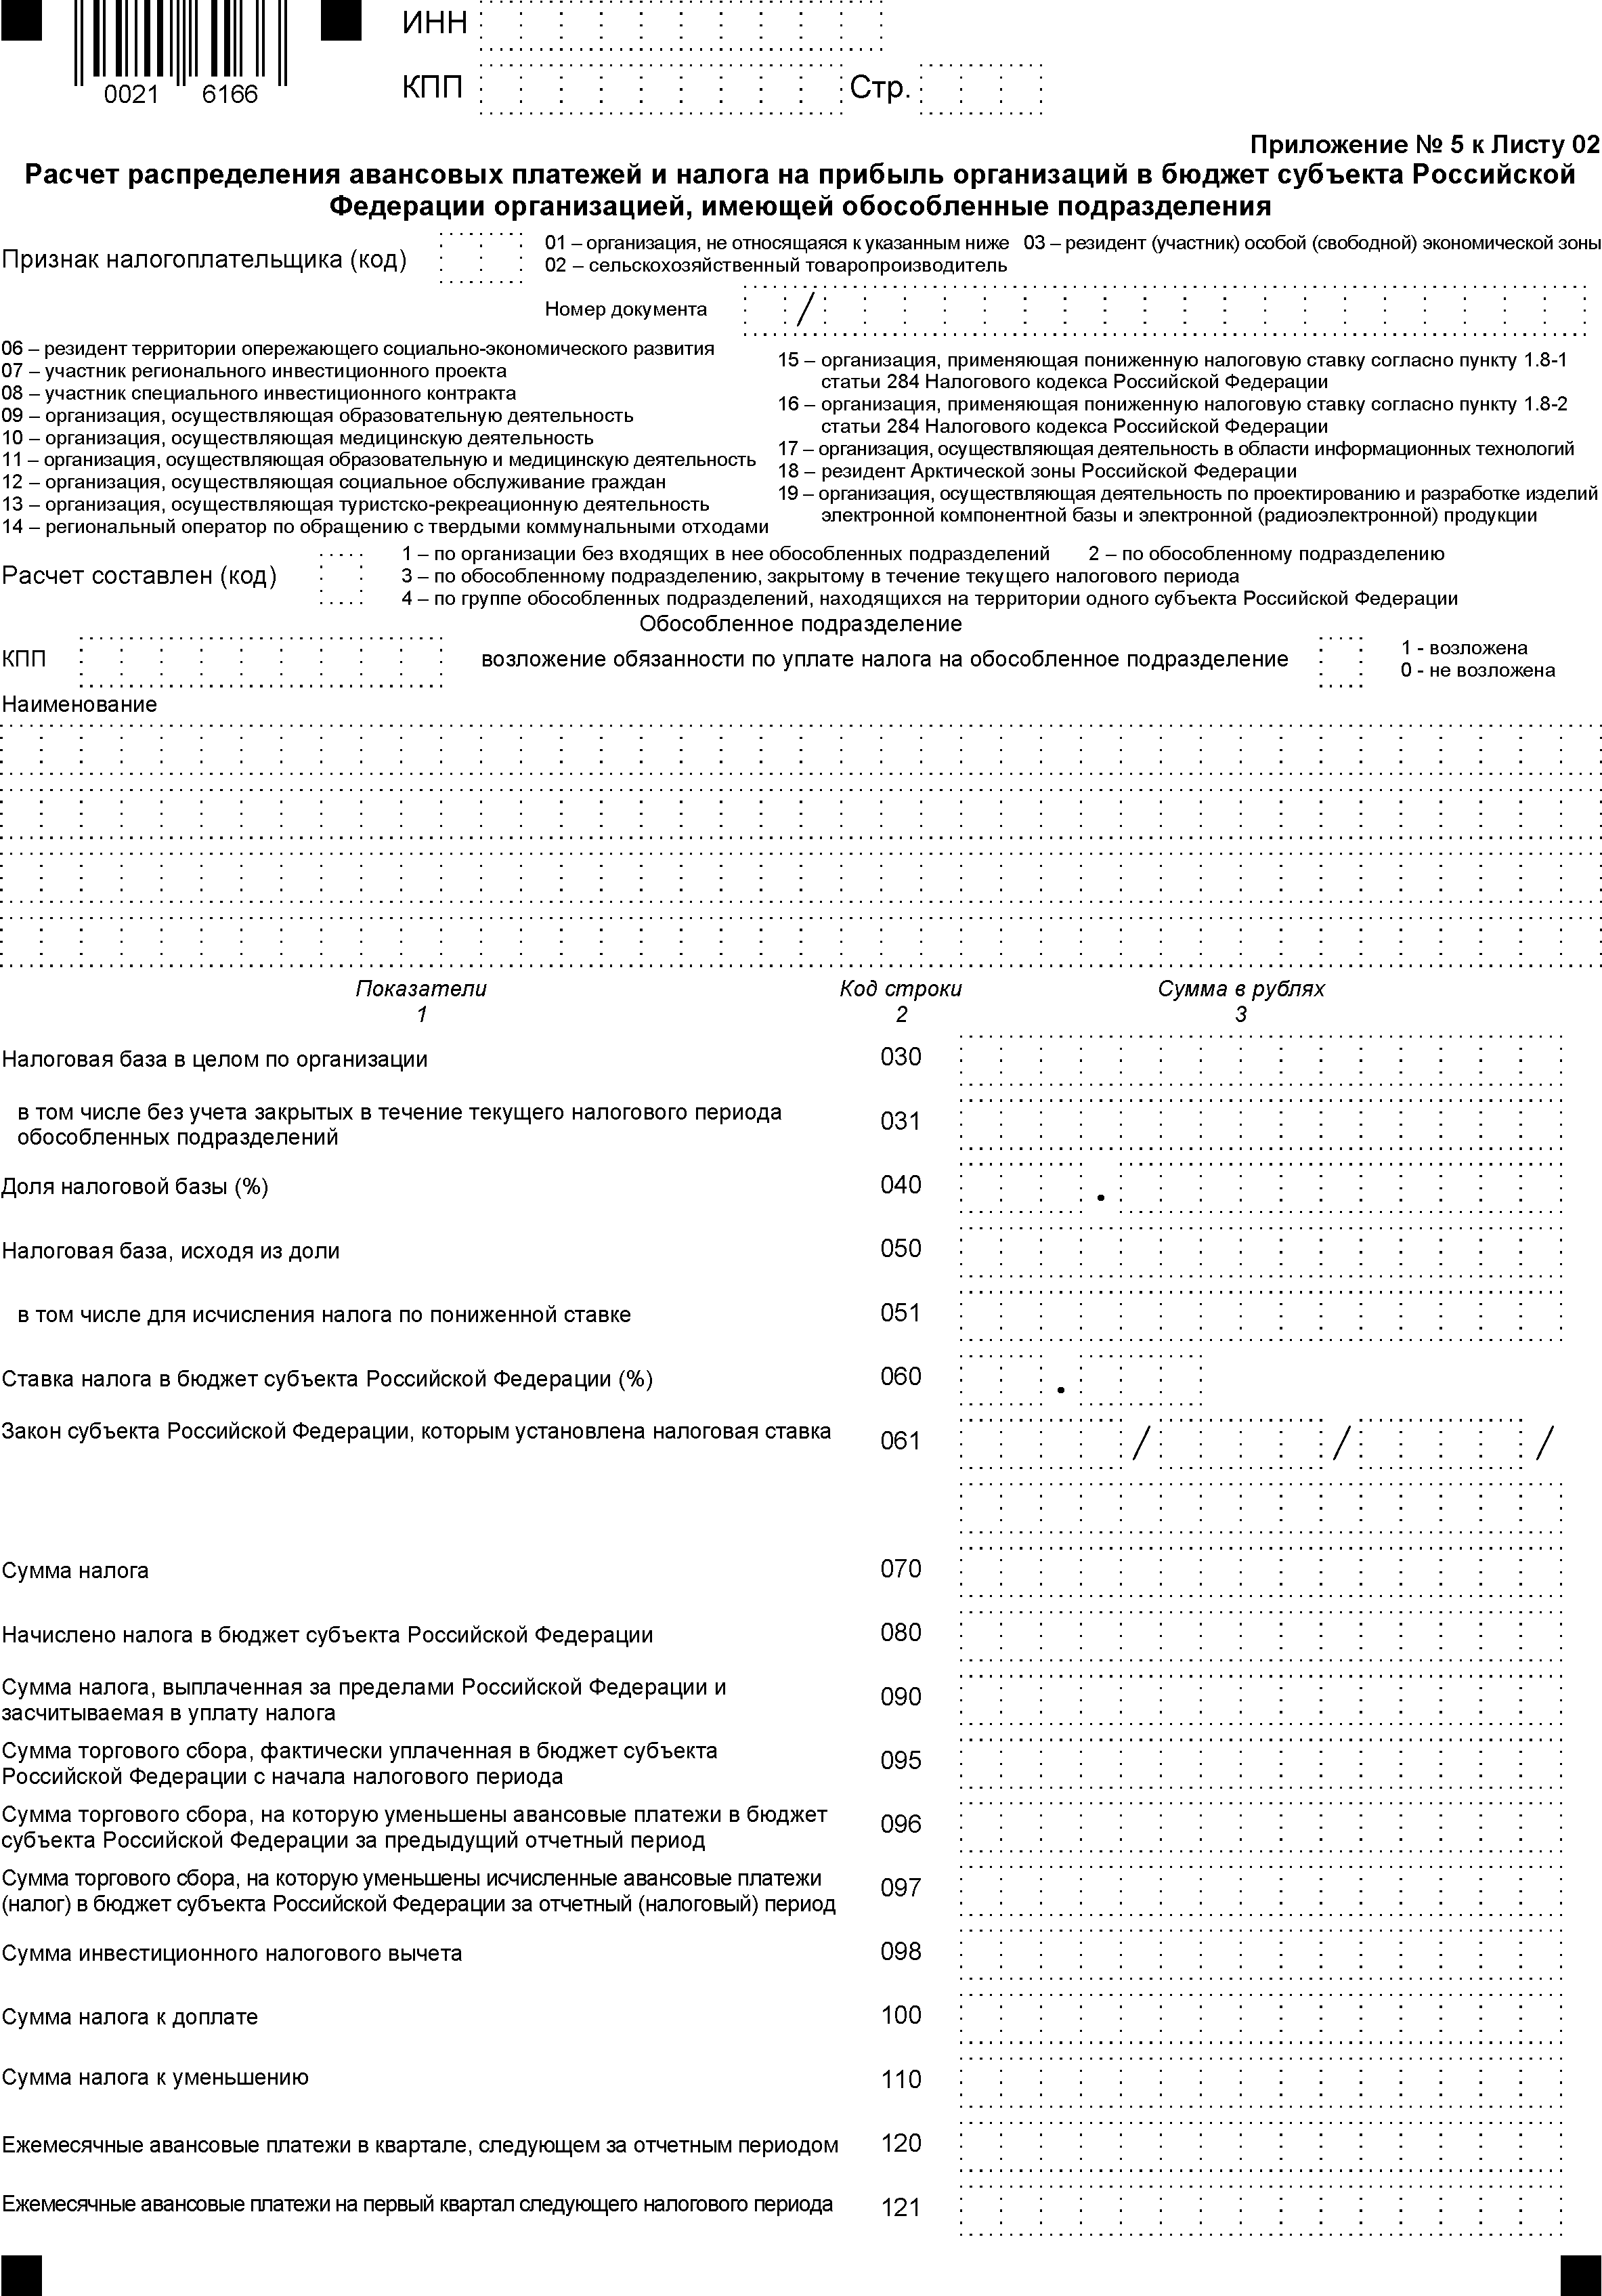 ИНН
0021 6166
КПП
Стр.
Приложение № 5 к Листу 02
Расчет распределения авансовых платежей и налога на прибыль организаций в бюджет субъекта Российской
Федерации организацией, имеющей обособленные подразделения
Признак налогоплательщика (код)
01 – организация, не относящаяся к указанным ниже 03 – резидент (участник) особой (свободной) экономической зоны
02 – сельскохозяйственный товаропроизводитель
Номер документа /
06 – резидент территории опережающего социально-экономического развития
07 – участник регионального инвестиционного проекта
08 – участник специального инвестиционного контракта
09 – организация, осуществляющая образовательную деятельность
10 – организация, осуществляющая медицинскую деятельность
11 – организация, осуществляющая образовательную и медицинскую деятельность
12 – организация, осуществляющая социальное обслуживание граждан
13 – организация, осуществляющая туристско-рекреационную деятельность
14 – региональный оператор по обращению с твердыми коммунальными отходами
15 – организация, применяющая пониженную налоговую ставку согласно пункту 1.8-1
статьи 284 Налогового кодекса Российской Федерации
16 – организация, применяющая пониженную налоговую ставку согласно пункту 1.8-2
статьи 284 Налогового кодекса Российской Федерации
17 – организация, осуществляющая деятельность в области информационных технологий
18 – резидент Арктической зоны Российской Федерации
19 – организация, осуществляющая деятельность по проектированию и разработке изделий
электронной компонентной базы и электронной (радиоэлектронной) продукции
Расчет составлен (код)
1 – по организации без входящих в нее обособленных подразделений 2 – по обособленному подразделению
3 – по обособленному подразделению, закрытому в течение текущего налогового периода
4 – по группе обособленных подразделений, находящихся на территории одного субъекта Российской Федерации
Обособленное подразделение
КПП
возложение обязанности по уплате налога на обособленное подразделение
1 - возложена
0 - не возложена
Наименование
Показатели Код строки Сумма в рублях
1 2 3
Налоговая база в целом по организации 030
в том числе без учета закрытых в течение текущего налогового периода
обособленных подразделений 031
Доля налоговой базы (%) 040 .
Налоговая база, исходя из доли 050
в том числе для исчисления налога по пониженной ставке 051
Ставка налога в бюджет субъекта Российской Федерации (%) 060 .
Закон субъекта Российской Федерации, которым установлена налоговая ставка 061 / / /
Сумма налога 070
Начислено налога в бюджет субъекта Российской Федерации 080
Сумма налога, выплаченная за пределами Российской Федерации и
засчитываемая в уплату налога 090
Сумма торгового сбора, фактически уплаченная в бюджет субъекта
Российской Федерации с начала налогового периода 095
Сумма торгового сбора, на которую уменьшены авансовые платежи в бюджет
субъекта Российской Федерации за предыдущий отчетный период 096
Сумма торгового сбора, на которую уменьшены исчисленные авансовые платежи
(налог) в бюджет субъекта Российской Федерации за отчетный (налоговый) период 097
Сумма инвестиционного налогового вычета 098
Сумма налога к доплате 100
Сумма налога к уменьшению 110
Ежемесячные авансовые платежи в квартале, следующем за отчетным периодом 120
Ежемесячные авансовые платежи на первый квартал следующего налогового периода 121